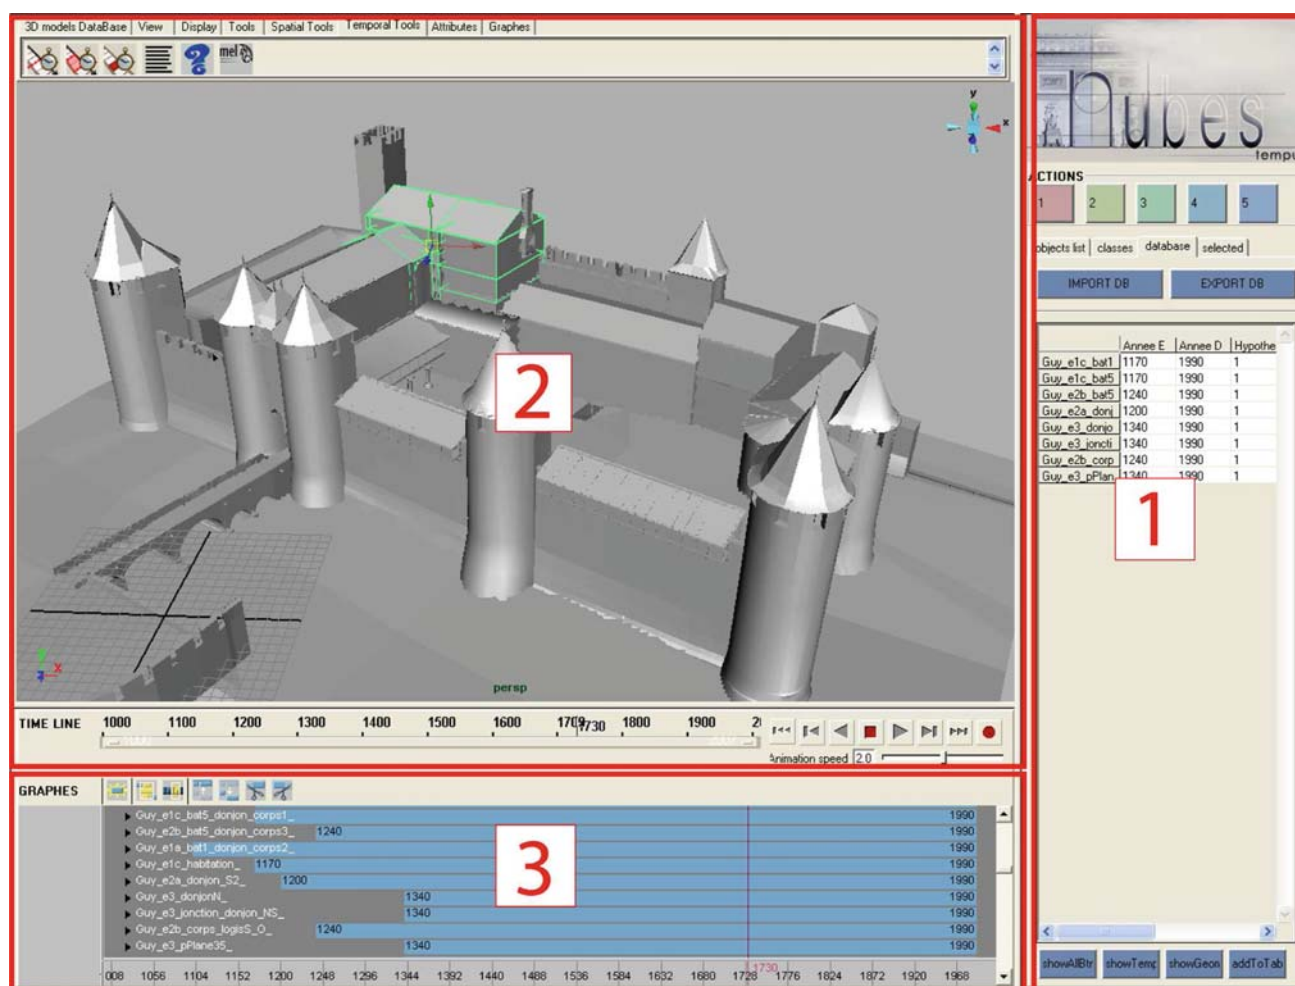 3D models DataBase View Display Tools Spatial Tools Temporal Tools Attributes Graphes
mel
y
x
2
x
persp
TIME LINE 1000 1100 1200 1300 1400 1500 1600 1700 1730 1800 1900
Animation speed 2.0
GRAPHES
Guy_e1c_bat5_donjon_corps1_ 1990
Guy_e2b_bat5_donjon_corps3_ 1240 1990
Guy_e1a_bat1_donjon_corps2_ 1990
Guy_e1c_habitation_ 1170 1990
Guy_e2a_donjon_S2_ 1200 1990
Guy_e3_donjonN_ 1340 1990
Guy_e3_jonction_donjon_NS_ 1340 1990
Guy_e2b_corps_logisS_O_ 1240 1990
Guy_e3_pPlane35_ 1340 1990
3
008 1056 1104 1152 1200 1248 1296 1344 1392 1440 1488 1536 1584 1632 1680 1728 1730 1776 1824 1872 1920 1968
nubes
tempu
ACTIONS
1 2 3 4 5
objects list classes database selected
IMPORT DB EXPORT DB
Annee E Annee D Hypothe
Guy_e1c_bat1 1170 1990 1
Guy_e1c_bat5 1170 1990 1
Guy_e2b_bat5 1240 1990 1
Guy_e2a_donj 1200 1990 1
Guy_e3_donjo 1340 1990 1
Guy_e3_joncti 1340 1990 1
Guy_e2b_corp 1240 1990 1
Guy_e3_pPlan 1340 1990 1
1
showAllBtr showTemp showGeon addToTab